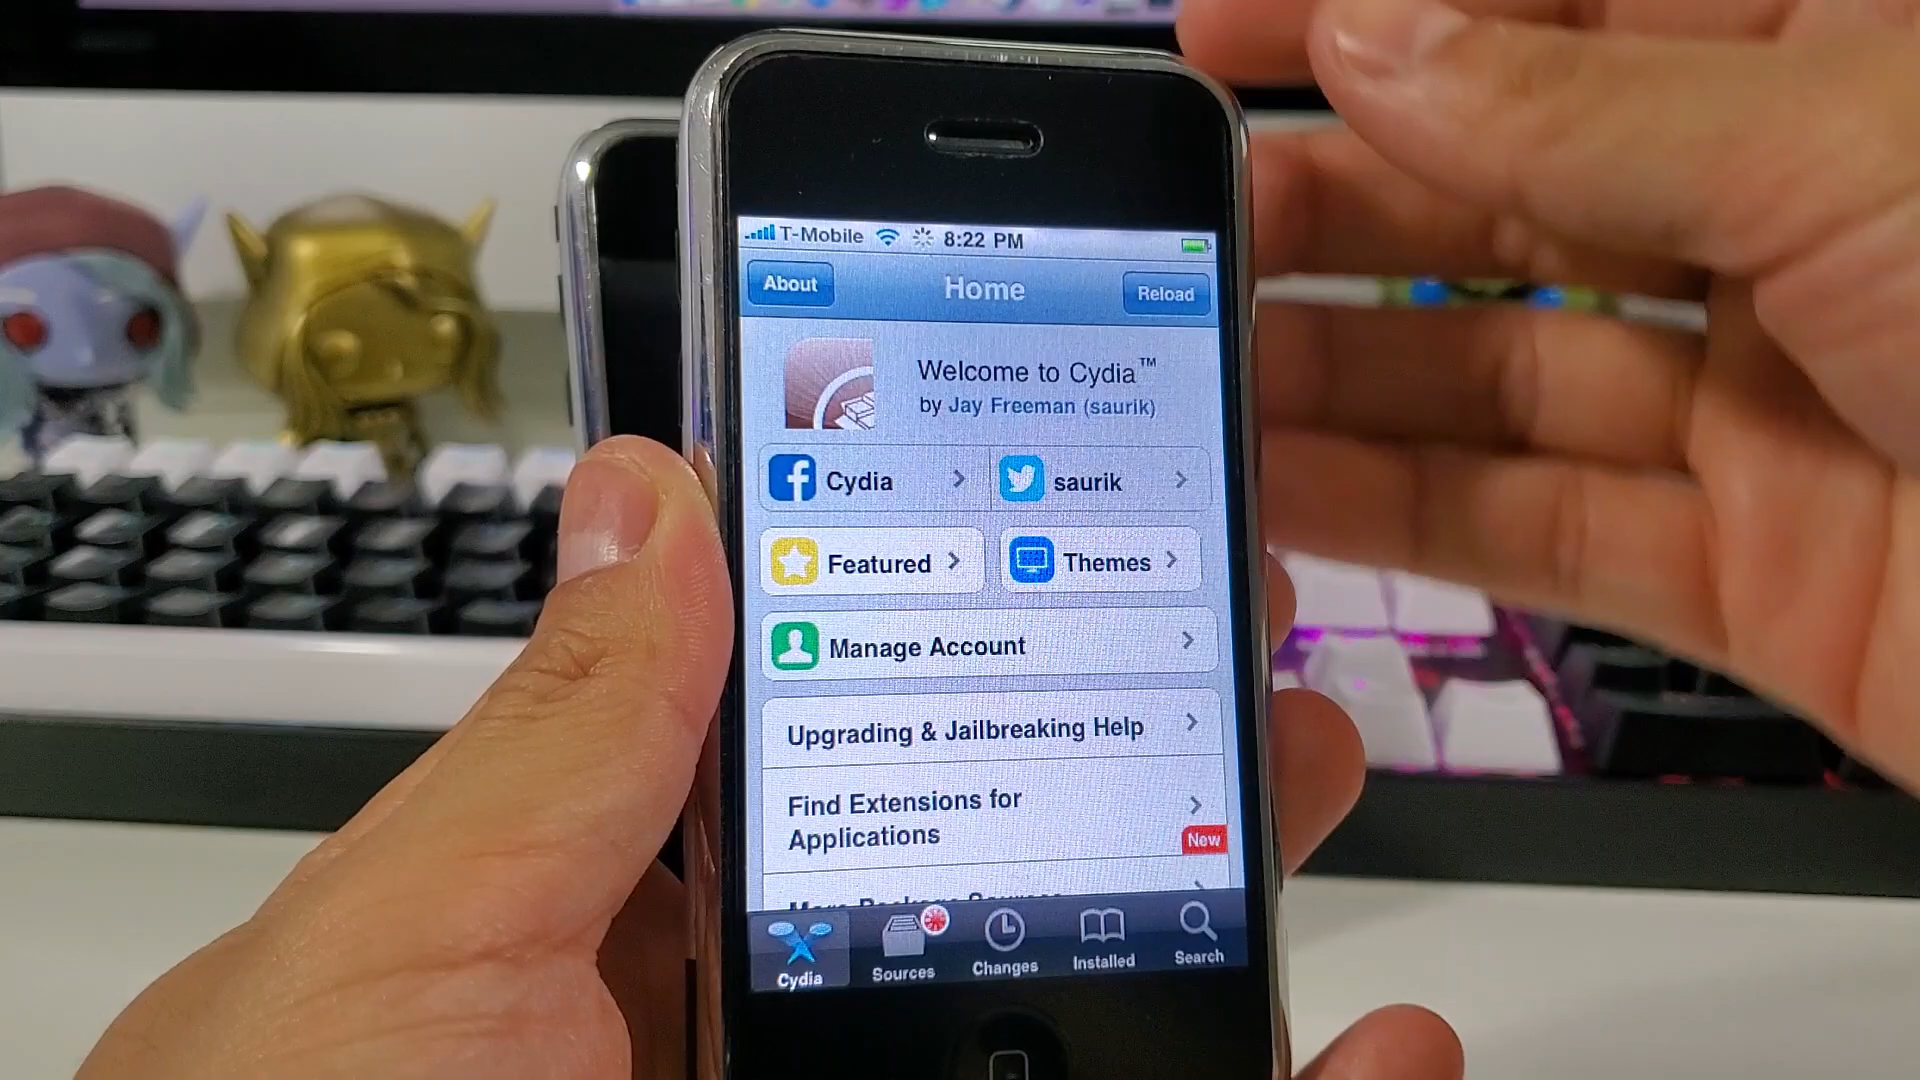 T-Mobile 8:22 PM
About Home Reload
Welcome to Cydia™
by Jay Freeman (saurik)
Cydia saurik
Featured Themes
Manage Account
Upgrading & Jailbreaking Help
Find Extensions for
Applications
New
Cydia Sources Changes Installed Search